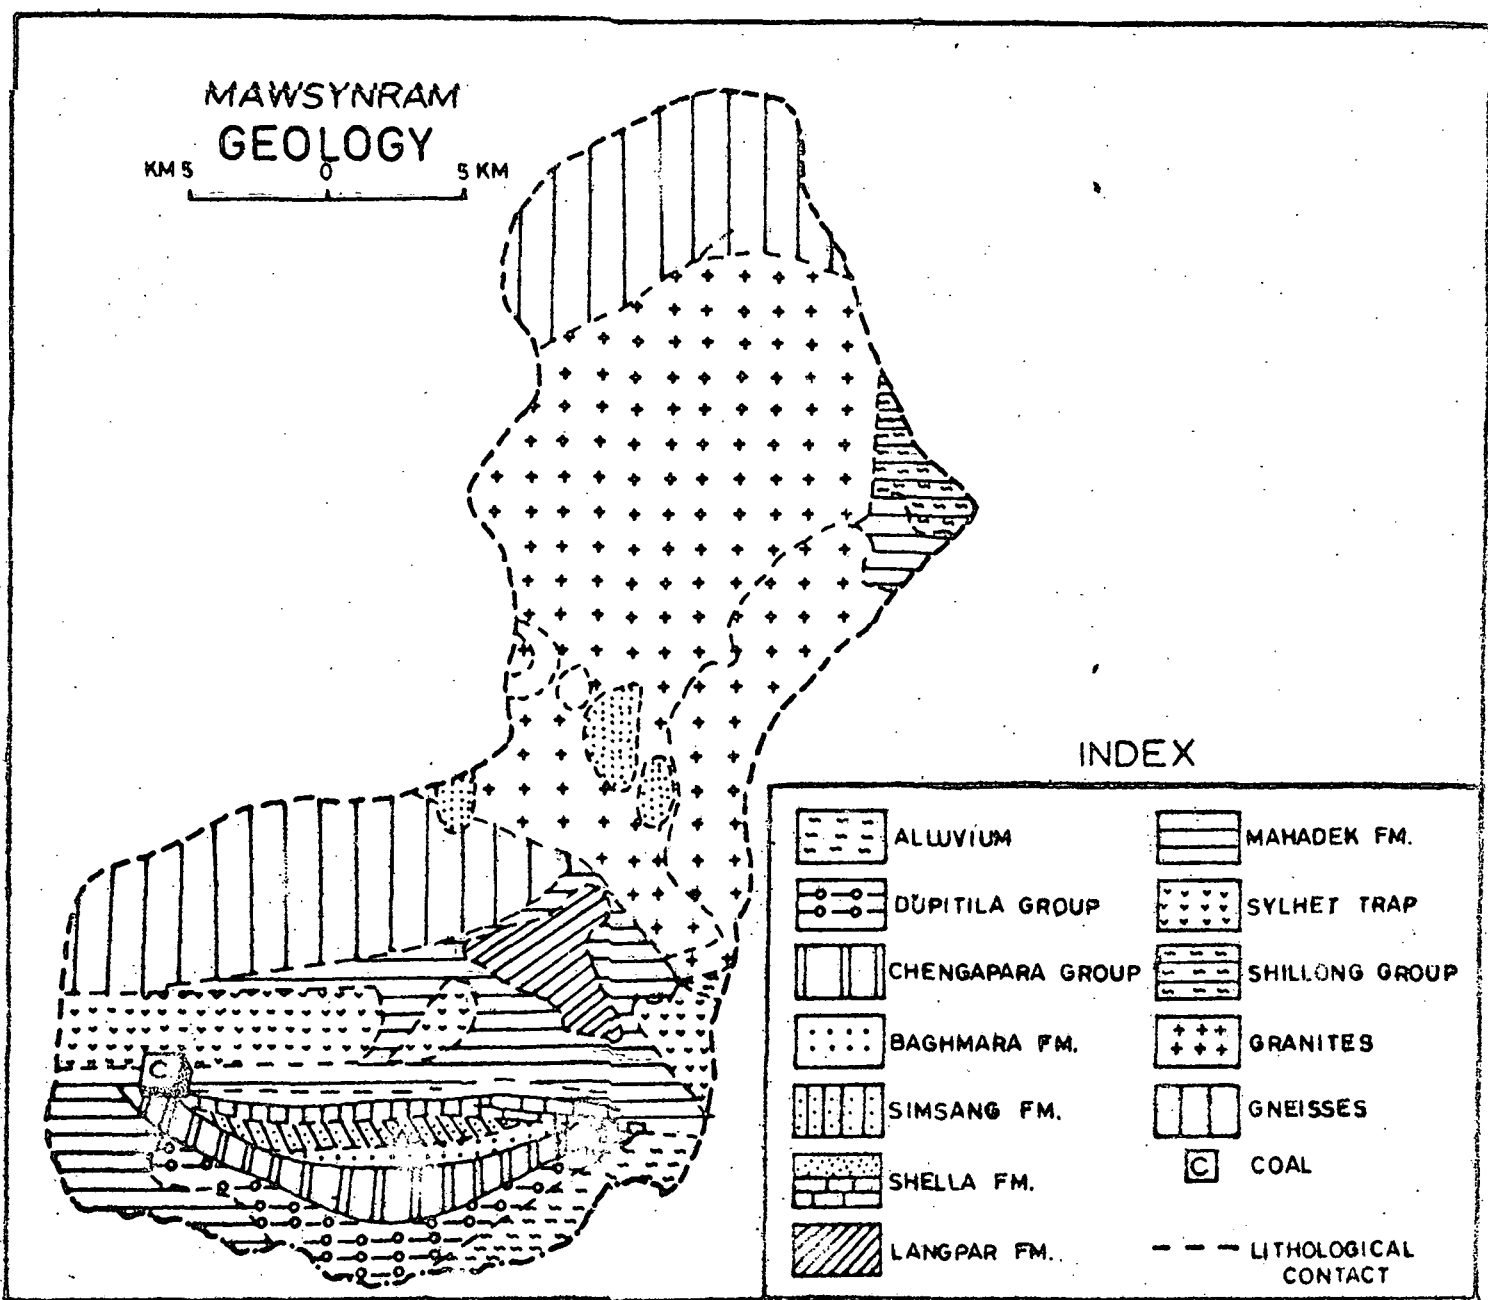 MAWSYNRAM
GEOLOGY
KM 5 0 5 KM
C
INDEX
ALLUVIUM
DUPITILA GROUP
CHENGAPARA GROUP
BAGHMARA FM.
SIMSANG FM.
SHELLA FM.
LANGPAR FM.
MAHADEK FM.
SYLHET TRAP
SHILLONG GROUP
GRANITES
GNEISSES
C COAL
LITHOLOGICAL
CONTACT